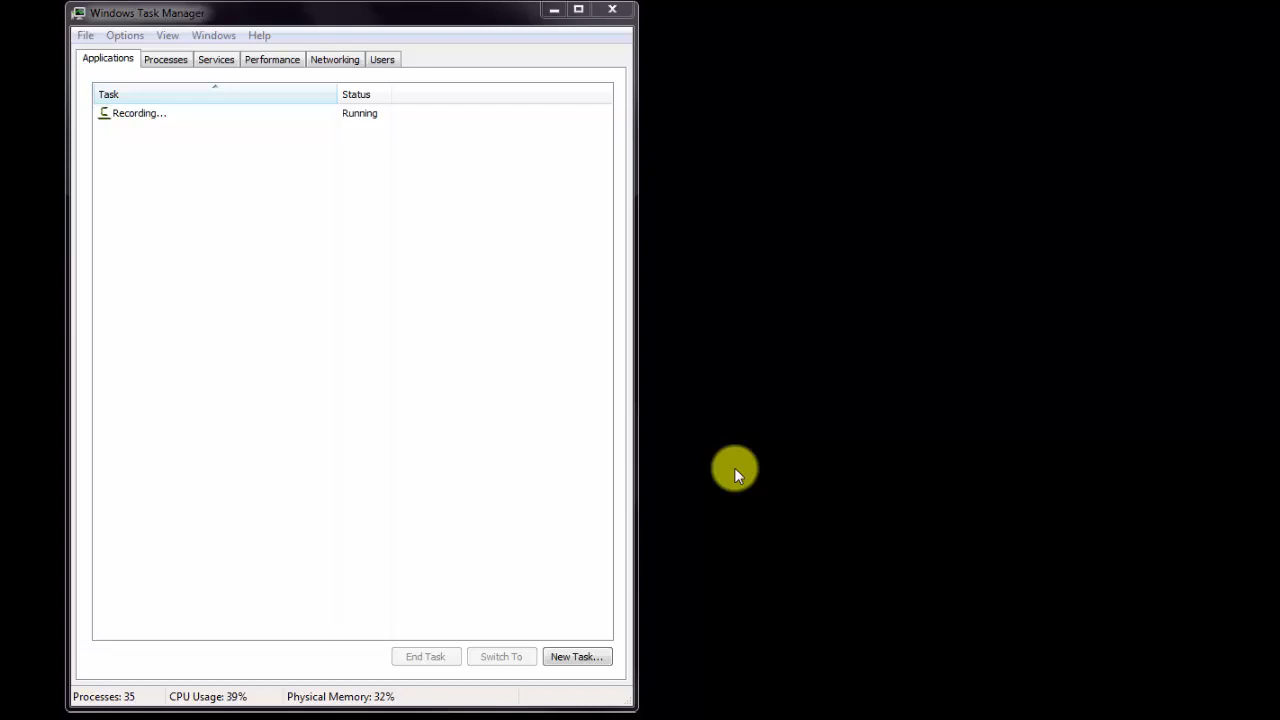 Windows Task Manager
File Options View Windows Help
Applications Processes Services Performance Networking Users
Task Status
Recording... Running
End Task Switch To New Task...
Processes: 35 CPU Usage: 39% Physical Memory: 32%